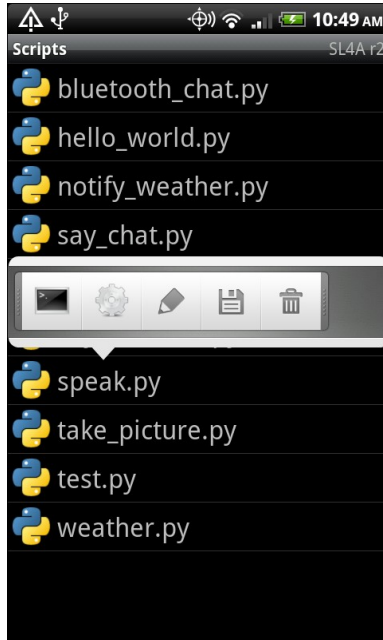 10:49 AM
Scripts SL4A r2
bluetooth_chat.py
hello_world.py
notify_weather.py
say_chat.py
speak.py
take_picture.py
test.py
weather.py